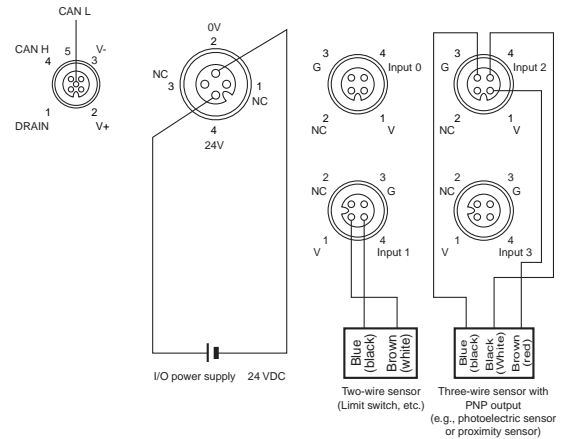 CAN L
CAN H
5
V-
4
3
1
2
DRAIN
V+
0V
2
NC
3
1
NC
4
24V
3
4
G
Input 0
2
1
NC
V
3
4
G
Input 2
2
1
NC
V
2
3
NC
G
1
4
V
Input 1
2
3
NC
G
1
4
V
Input 3
Blue
(black)
Brown
(white)
Blue
(black)
Black
(White)
Brown
(red)
I/O power supply 24 VDC
Two-wire sensor
(Limit switch, etc.)
Three-wire sensor with
PNP output
(e.g., photoelectric sensor
or proximity sensor)